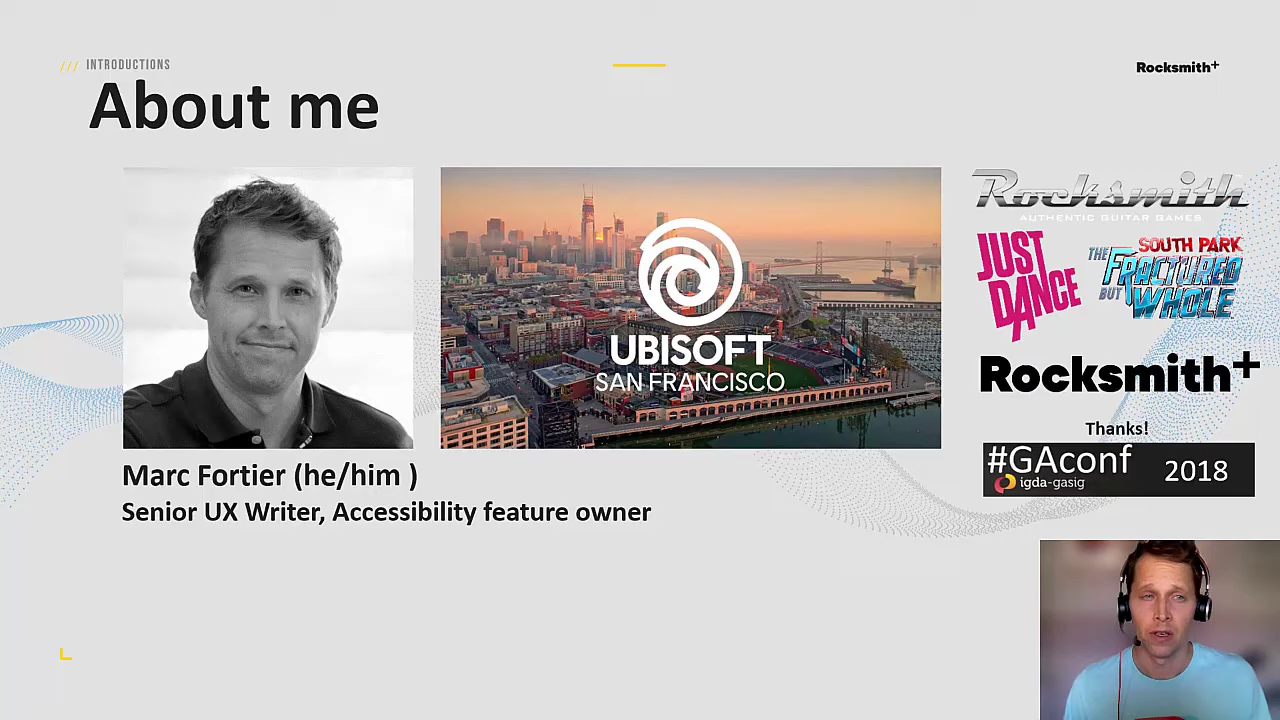 /// INTRODUCTIONS
Rocksmith+
About me
Rocksmith
AUTHENTIC GUITAR GAMES
JUST DANCE
SOUTH PARK
THE FRACTURED BUT WHOLE
UBISOFT
SAN FRANCISCO
Rocksmith+
Thanks!
#GAconf 2018
igda-gasig
Marc Fortier (he/him )
Senior UX Writer, Accessibility feature owner